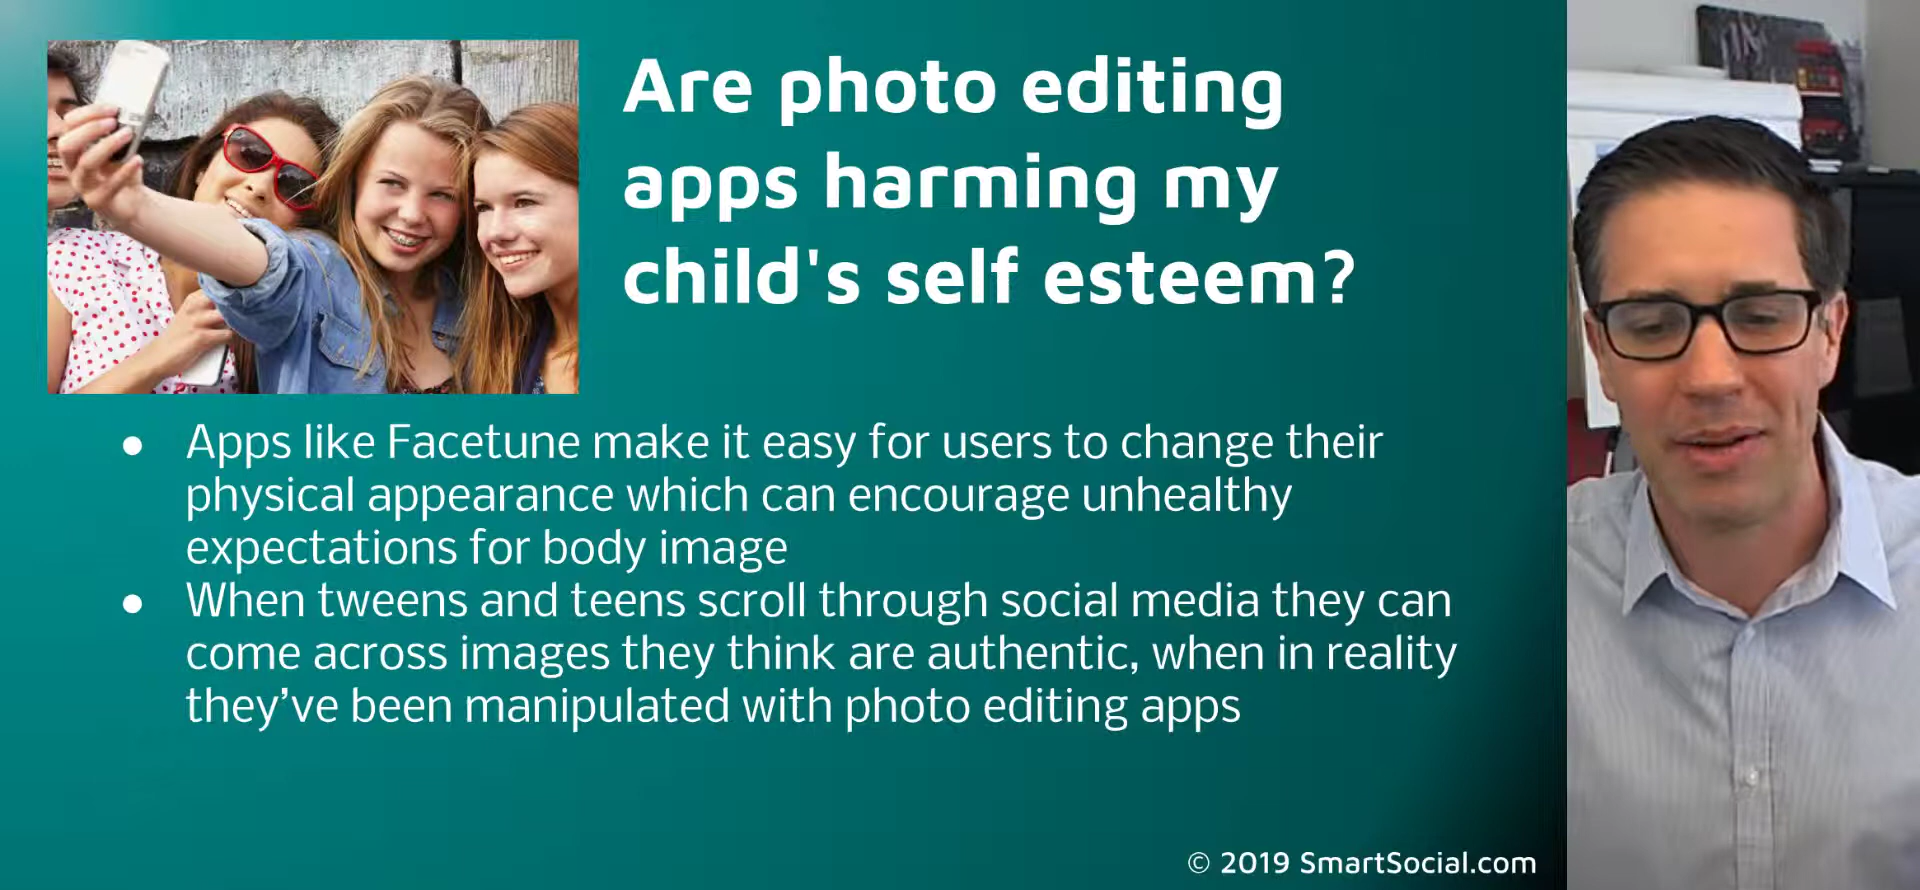 Are photo editing
apps harming my
child's self esteem?
● Apps like Facetune make it easy for users to change their
physical appearance which can encourage unhealthy
expectations for body image
● When tweens and teens scroll through social media they can
come across images they think are authentic, when in reality
they’ve been manipulated with photo editing apps
© 2019 SmartSocial.com